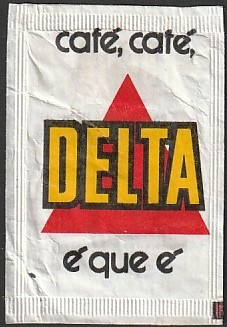 café, café,
DELTA
é que é